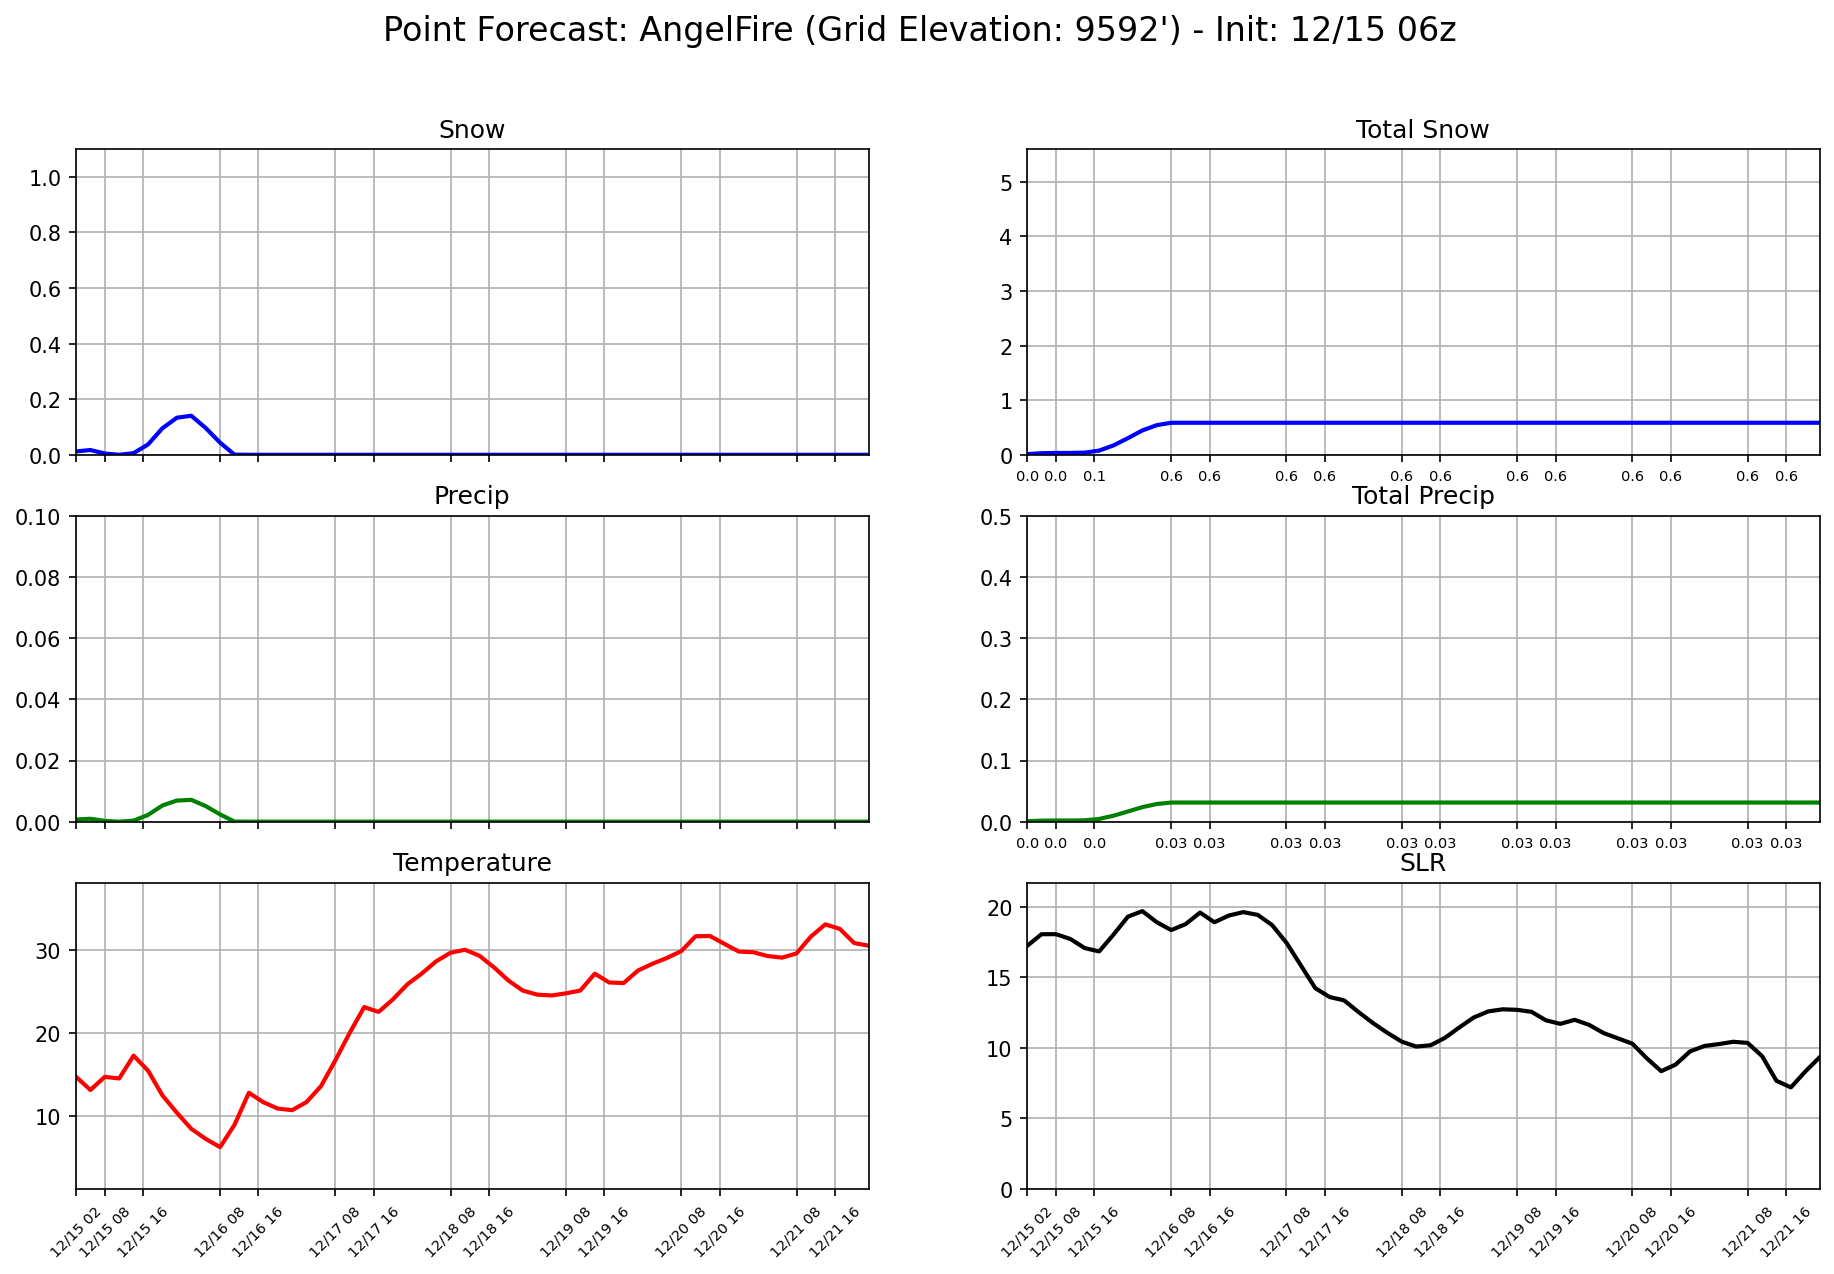 Point Forecast: AngelFire (Grid Elevation: 9592') - Init: 12/15 06z
Snow
1.0
0.8
0.6
0.4
0.2
0.0
Total Snow
5
4
3
2
1
0
0.0 0.0 0.1 0.6 0.6 0.6 0.6 0.6 0.6 0.6 0.6 0.6 0.6 0.6 0.6
Precip
0.10
0.08
0.06
0.04
0.02
0.00
Total Precip
0.5
0.4
0.3
0.2
0.1
0.0
0.0 0.0 0.0 0.03 0.03 0.03 0.03 0.03 0.03 0.03 0.03 0.03 0.03 0.03 0.03
Temperature
30
20
10
12/15 02 12/15 08 12/15 16 12/16 08 12/16 16 12/17 08 12/17 16 12/18 08 12/18 16 12/19 08 12/19 16 12/20 08 12/20 16 12/21 08 12/21 16
SLR
20
15
10
5
0
12/15 02 12/15 08 12/15 16 12/16 08 12/16 16 12/17 08 12/17 16 12/18 08 12/18 16 12/19 08 12/19 16 12/20 08 12/20 16 12/21 08 12/21 16